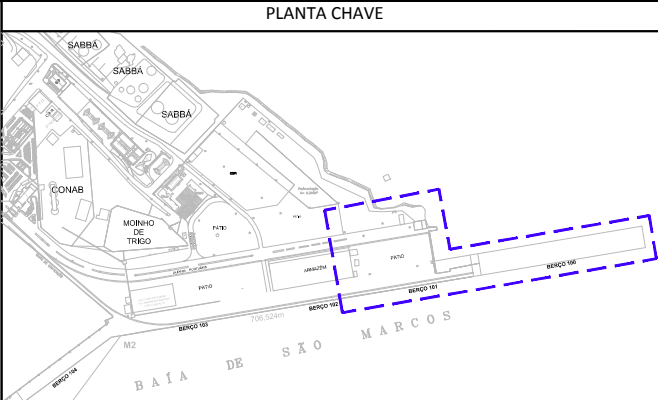 PLANTA CHAVE
SABBÁ
SABBÁ
SABBÁ
CONAB
MOINHO
DE
TRIGO
PÁTIO
PÁTIO
ARMAZÉM
PÁTIO
BERÇO 100
BERÇO 101
BERÇO 102
706.524m
BERÇO 103
M2
BERÇO 104
BAÍA DE SÃO MARCOS